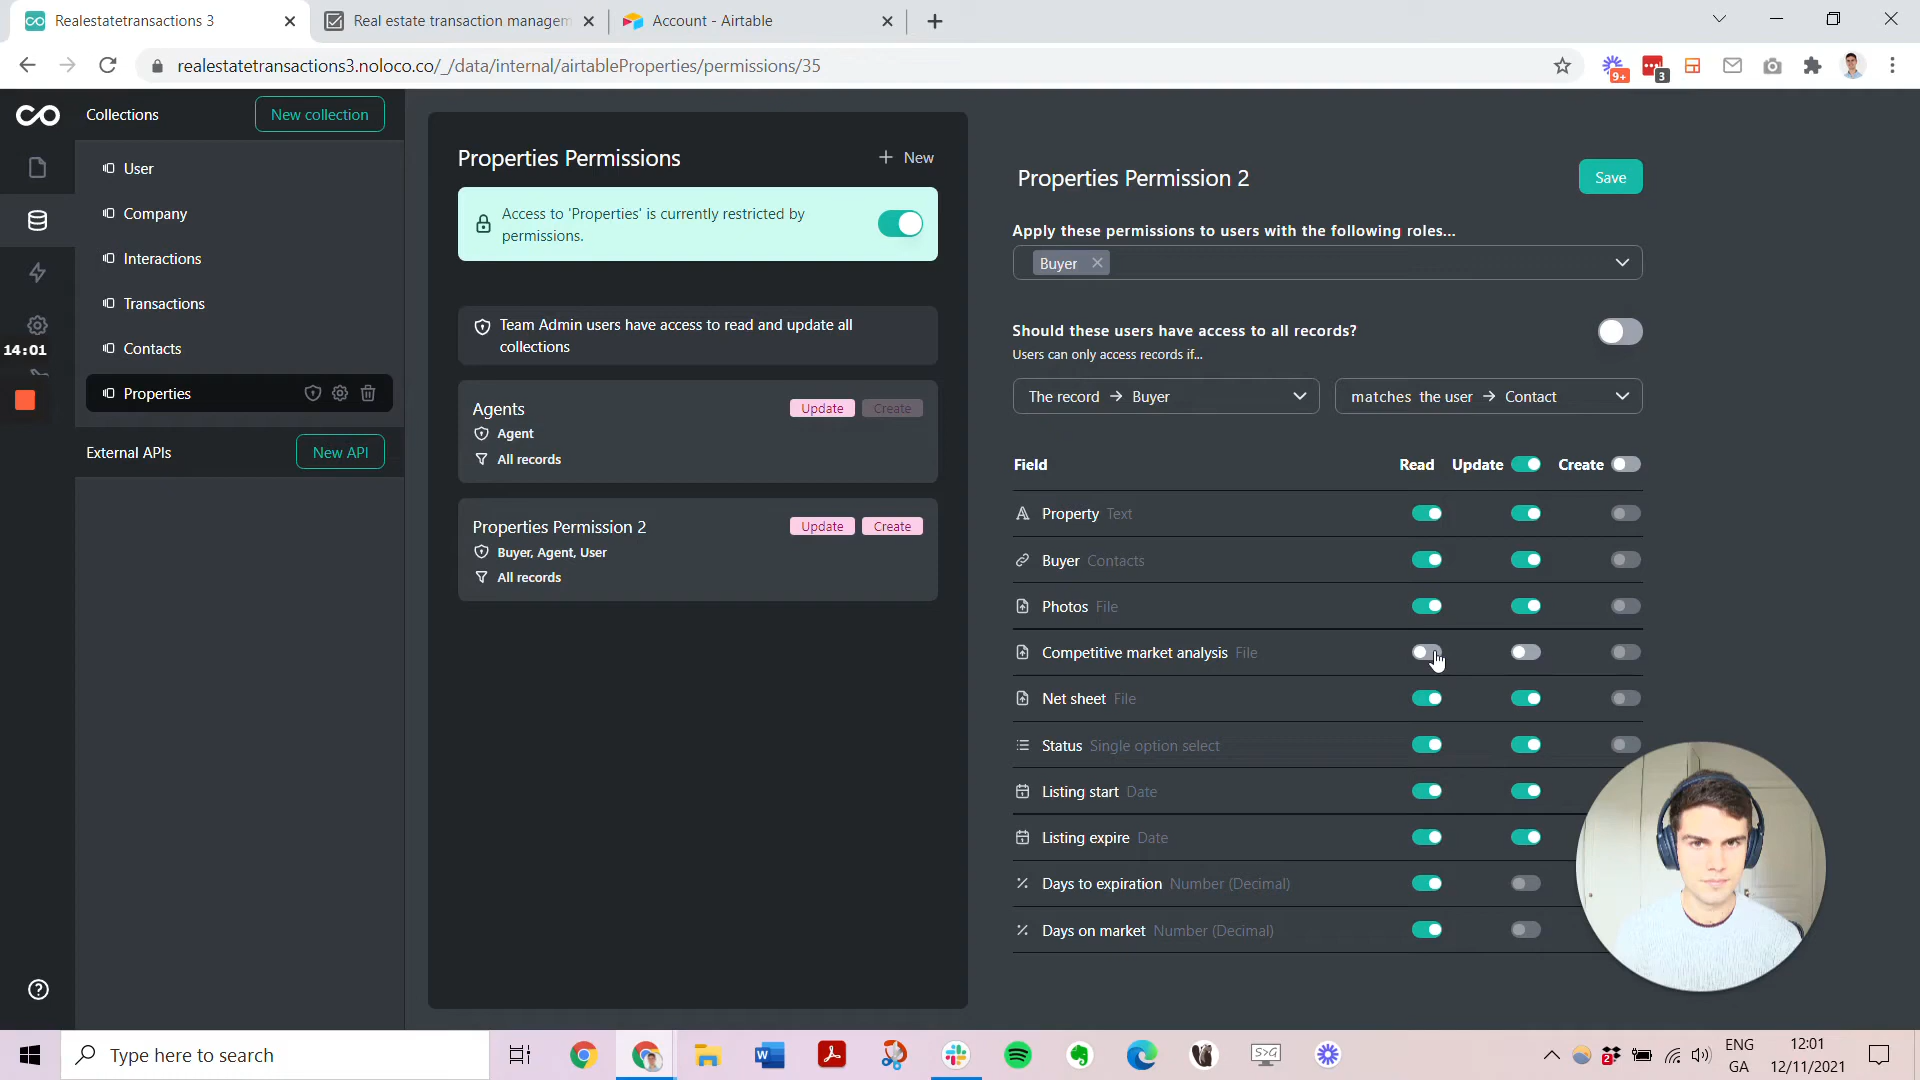 Realestatetransactions 3
Real estate transaction managem
Account - Airtable
realestatetransactions3.noloco.co/_/data/internal/airtableProperties/permissions/35
9+
3
Collections
New collection
User
Company
Interactions
Transactions
14:01
Contacts
Properties
External APIs
New API
Properties Permissions
New
Access to 'Properties' is currently restricted by
permissions.
Team Admin users have access to read and update all
collections
Agents
Update
Create
Agent
All records
Properties Permission 2
Update
Create
Buyer, Agent, User
All records
Properties Permission 2
Save
Apply these permissions to users with the following roles...
Buyer
Should these users have access to all records?
Users can only access records if...
The record → Buyer
matches the user → Contact
Field
Read
Update
Create
Property Text
Buyer Contacts
Photos File
Competitive market analysis File
Net sheet File
Status Single option select
Listing start Date
Listing expire Date
Days to expiration Number (Decimal)
Days on market Number (Decimal)
Type here to search
S>G
2
ENG
GA
12:01
12/11/2021